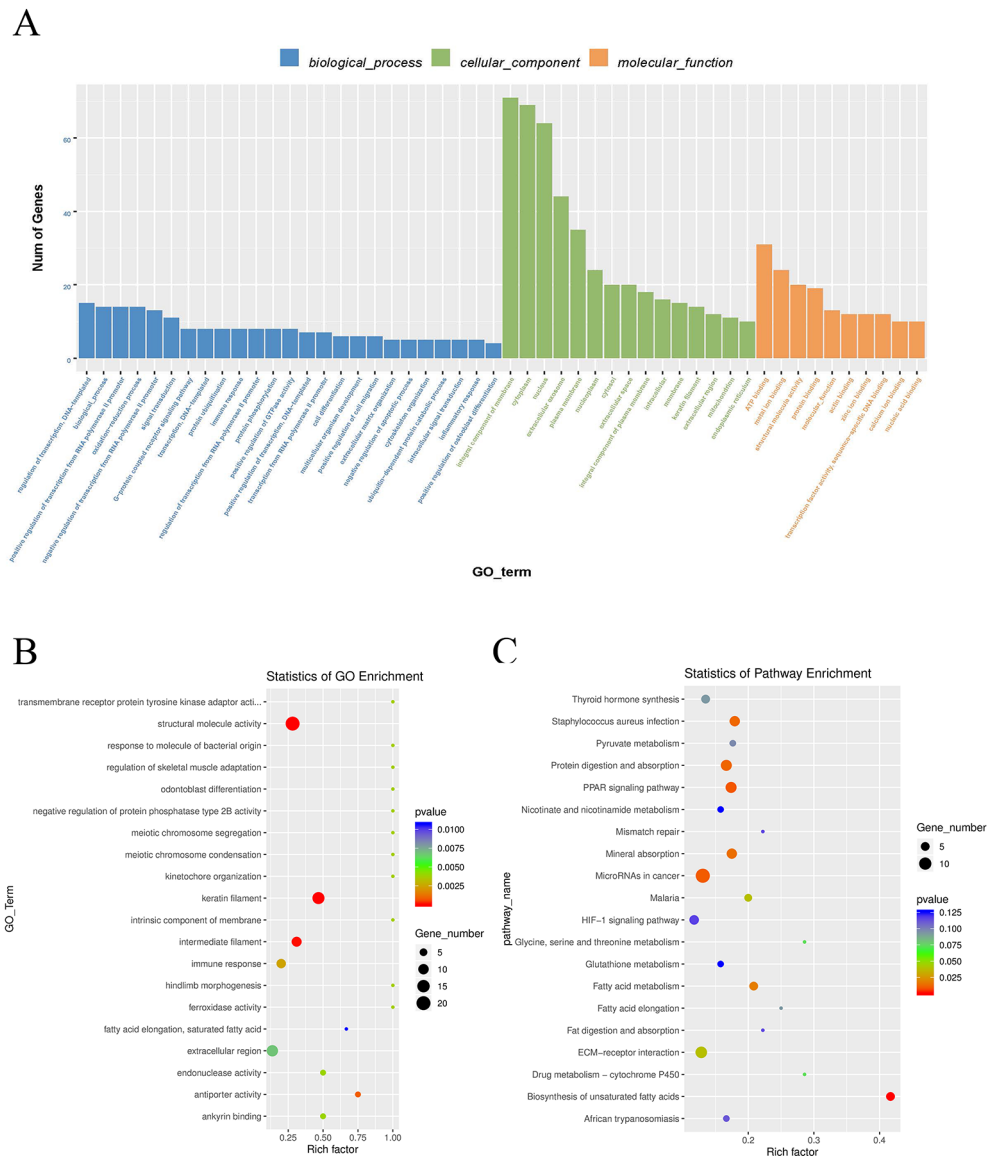 A
biological_process cellular_component molecular_function
Num of Genes
60
40
20
0
regulation of transcription, DNA−templated
biological_process
positive regulation of transcription from RNA polymerase II promotor
oxidation−reduction process
negative regulation of transcription from RNA polymerase II promotor
signal transduction
G−protein coupled receptor signaling pathway
transcription, DNA−templated
protein ubiquitination
immune response
regulation of transcription from RNA polymerase II promoter
protein phosphorylation
positive regulation of GTPase activity
positive regulation of transcription, DNA−templated
transcription from RNA polymerase II promoter
cell differentiation
multicellular organism development
positive regulation of cell migration
extracellular matrix organization
negative regulation of apoptotic process
cytoskeleton organization
ubiquitin−dependent protein catabolic process
intracellular signal transduction
inflammatory response
positive regulation of osteoblast differentiation
integral component of membrane
cytoplasm
nucleus
extracellular exosome
plasma membrane
nucleoplasm
cytosol
extracellular space
integral component of plasma membrane
intracellular
membrane
keratin filament
extracellular region
mitochondrion
endoplasmic reticulum
ATP binding
metal ion binding
structural molecule activity
protein binding
molecular_function
actin binding
zinc ion binding
transcription factor activity, sequence−specific DNA binding
calcium ion binding
nucleic acid binding
GO_term
B
Statistics of GO Enrichment
GO_Term
transmembrane receptor protein tyrosine kinase adaptor acti...
structural molecule activity
response to molecule of bacterial origin
regulation of skeletal muscle adaptation
odontoblast differentiation
negative regulation of protein phosphatase type 2B activity
meiotic chromosome segregation
meiotic chromosome condensation
kinetochore organization
keratin filament
intrinsic component of membrane
intermediate filament
immune response
hindlimb morphogenesis
ferroxidase activity
fatty acid elongation, saturated fatty acid
extracellular region
endonuclease activity
antiporter activity
ankyrin binding
0.25 0.50 0.75 1.00
Rich factor
pvalue
0.0100
0.0075
0.0050
0.0025
Gene_number
5
10
15
20
C
Statistics of Pathway Enrichment
pathway_name
Thyroid hormone synthesis
Staphylococcus aureus infection
Pyruvate metabolism
Protein digestion and absorption
PPAR signaling pathway
Nicotinate and nicotinamide metabolism
Mismatch repair
Mineral absorption
MicroRNAs in cancer
Malaria
HIF−1 signaling pathway
Glycine, serine and threonine metabolism
Glutathione metabolism
Fatty acid metabolism
Fatty acid elongation
Fat digestion and absorption
ECM−receptor interaction
Drug metabolism − cytochrome P450
Biosynthesis of unsaturated fatty acids
African trypanosomiasis
0.2 0.3 0.4
Rich factor
Gene_number
5
10
pvalue
0.125
0.100
0.075
0.050
0.025